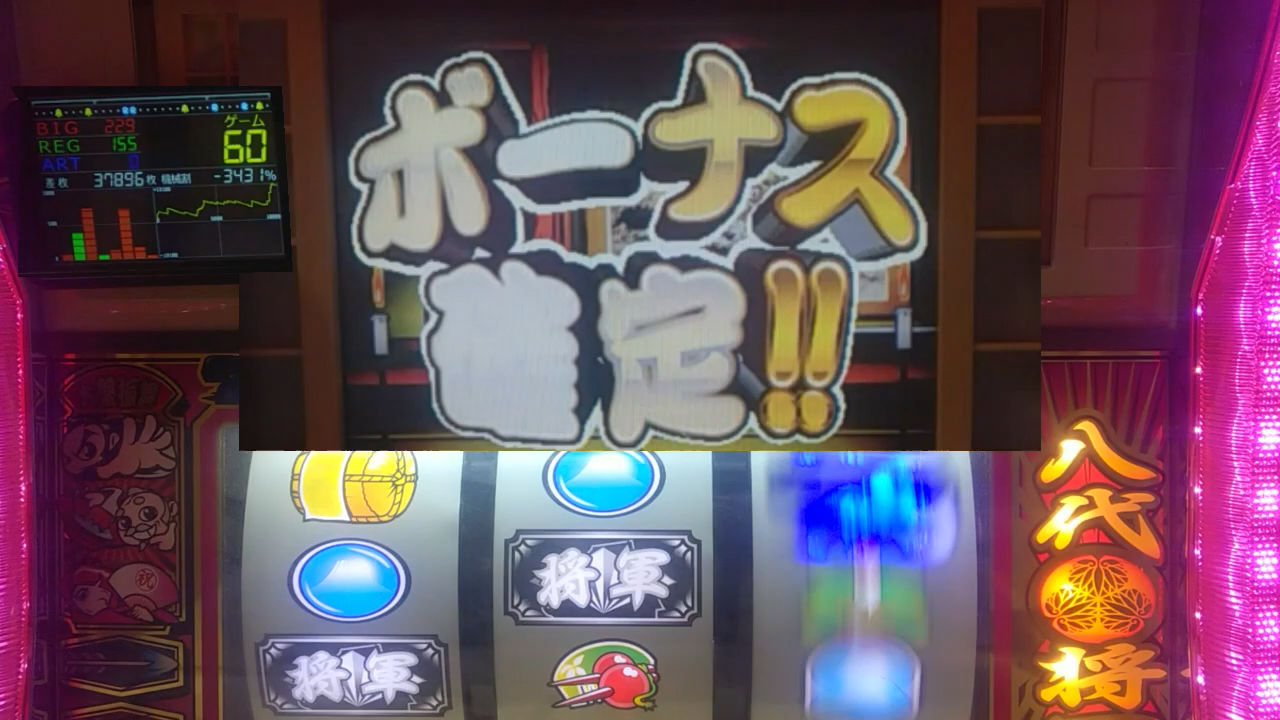 ボーナス
確定!!
BIG 229
REG 155
ART 0
ゲーム
60
差枚 37896枚 機械割 -343.1%
将軍
将軍
祝
八代将